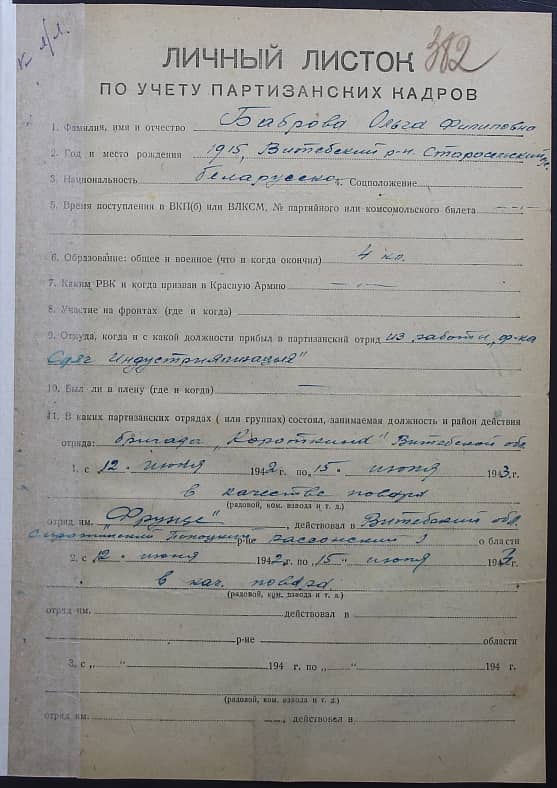 ЛИЧНЫЙ ЛИСТОК 382
ПО УЧЕТУ ПАРТИЗАНСКИХ КАДРОВ
1. Фамилия, имя и отчество Баброва Ольга Филиповна
2. Год и место рождения 1915, Витебский р-н
3. Национальность беларусска 4. Соцположение
5. Время поступления в ВКП(б) или ВЛКСМ, № партийного или комсомольского билета —
6. Образование: общее и военное (что и когда окончил) 4 кл.
7. Каким РВК и когда призван в Красную Армию —
8. Участие на фронтах (где и когда)
9. Откуда, когда и с какой должности прибыл в партизанский отряд из работы, ф-ка
Индустриализации"
10. Был ли в плену (где и когда) —
11. В каких партизанских отрядах ( или группах) состоял, занимаемая должность и район действия
отряда: бригада „Короткина" Витебской обл
1. с 12. июня 1942 г. по 15. июня 1943, г.
в качестве повара
(рядовой, ком. взвода и т. д.)
отряд им. „Фрунзе", действовал в Витебский обл.
р-не области
2. с 12 июня 1942. г. по 15. июня 1943 г.
в кач. повара
(рядовой, ком. взвода и т. д.)
отряд им. действовал в
р-не области
3. с „ " 194 г. по „ " 194 г.
(рядовой, ком. взвода и т. д.)
отряд им. , действовал в